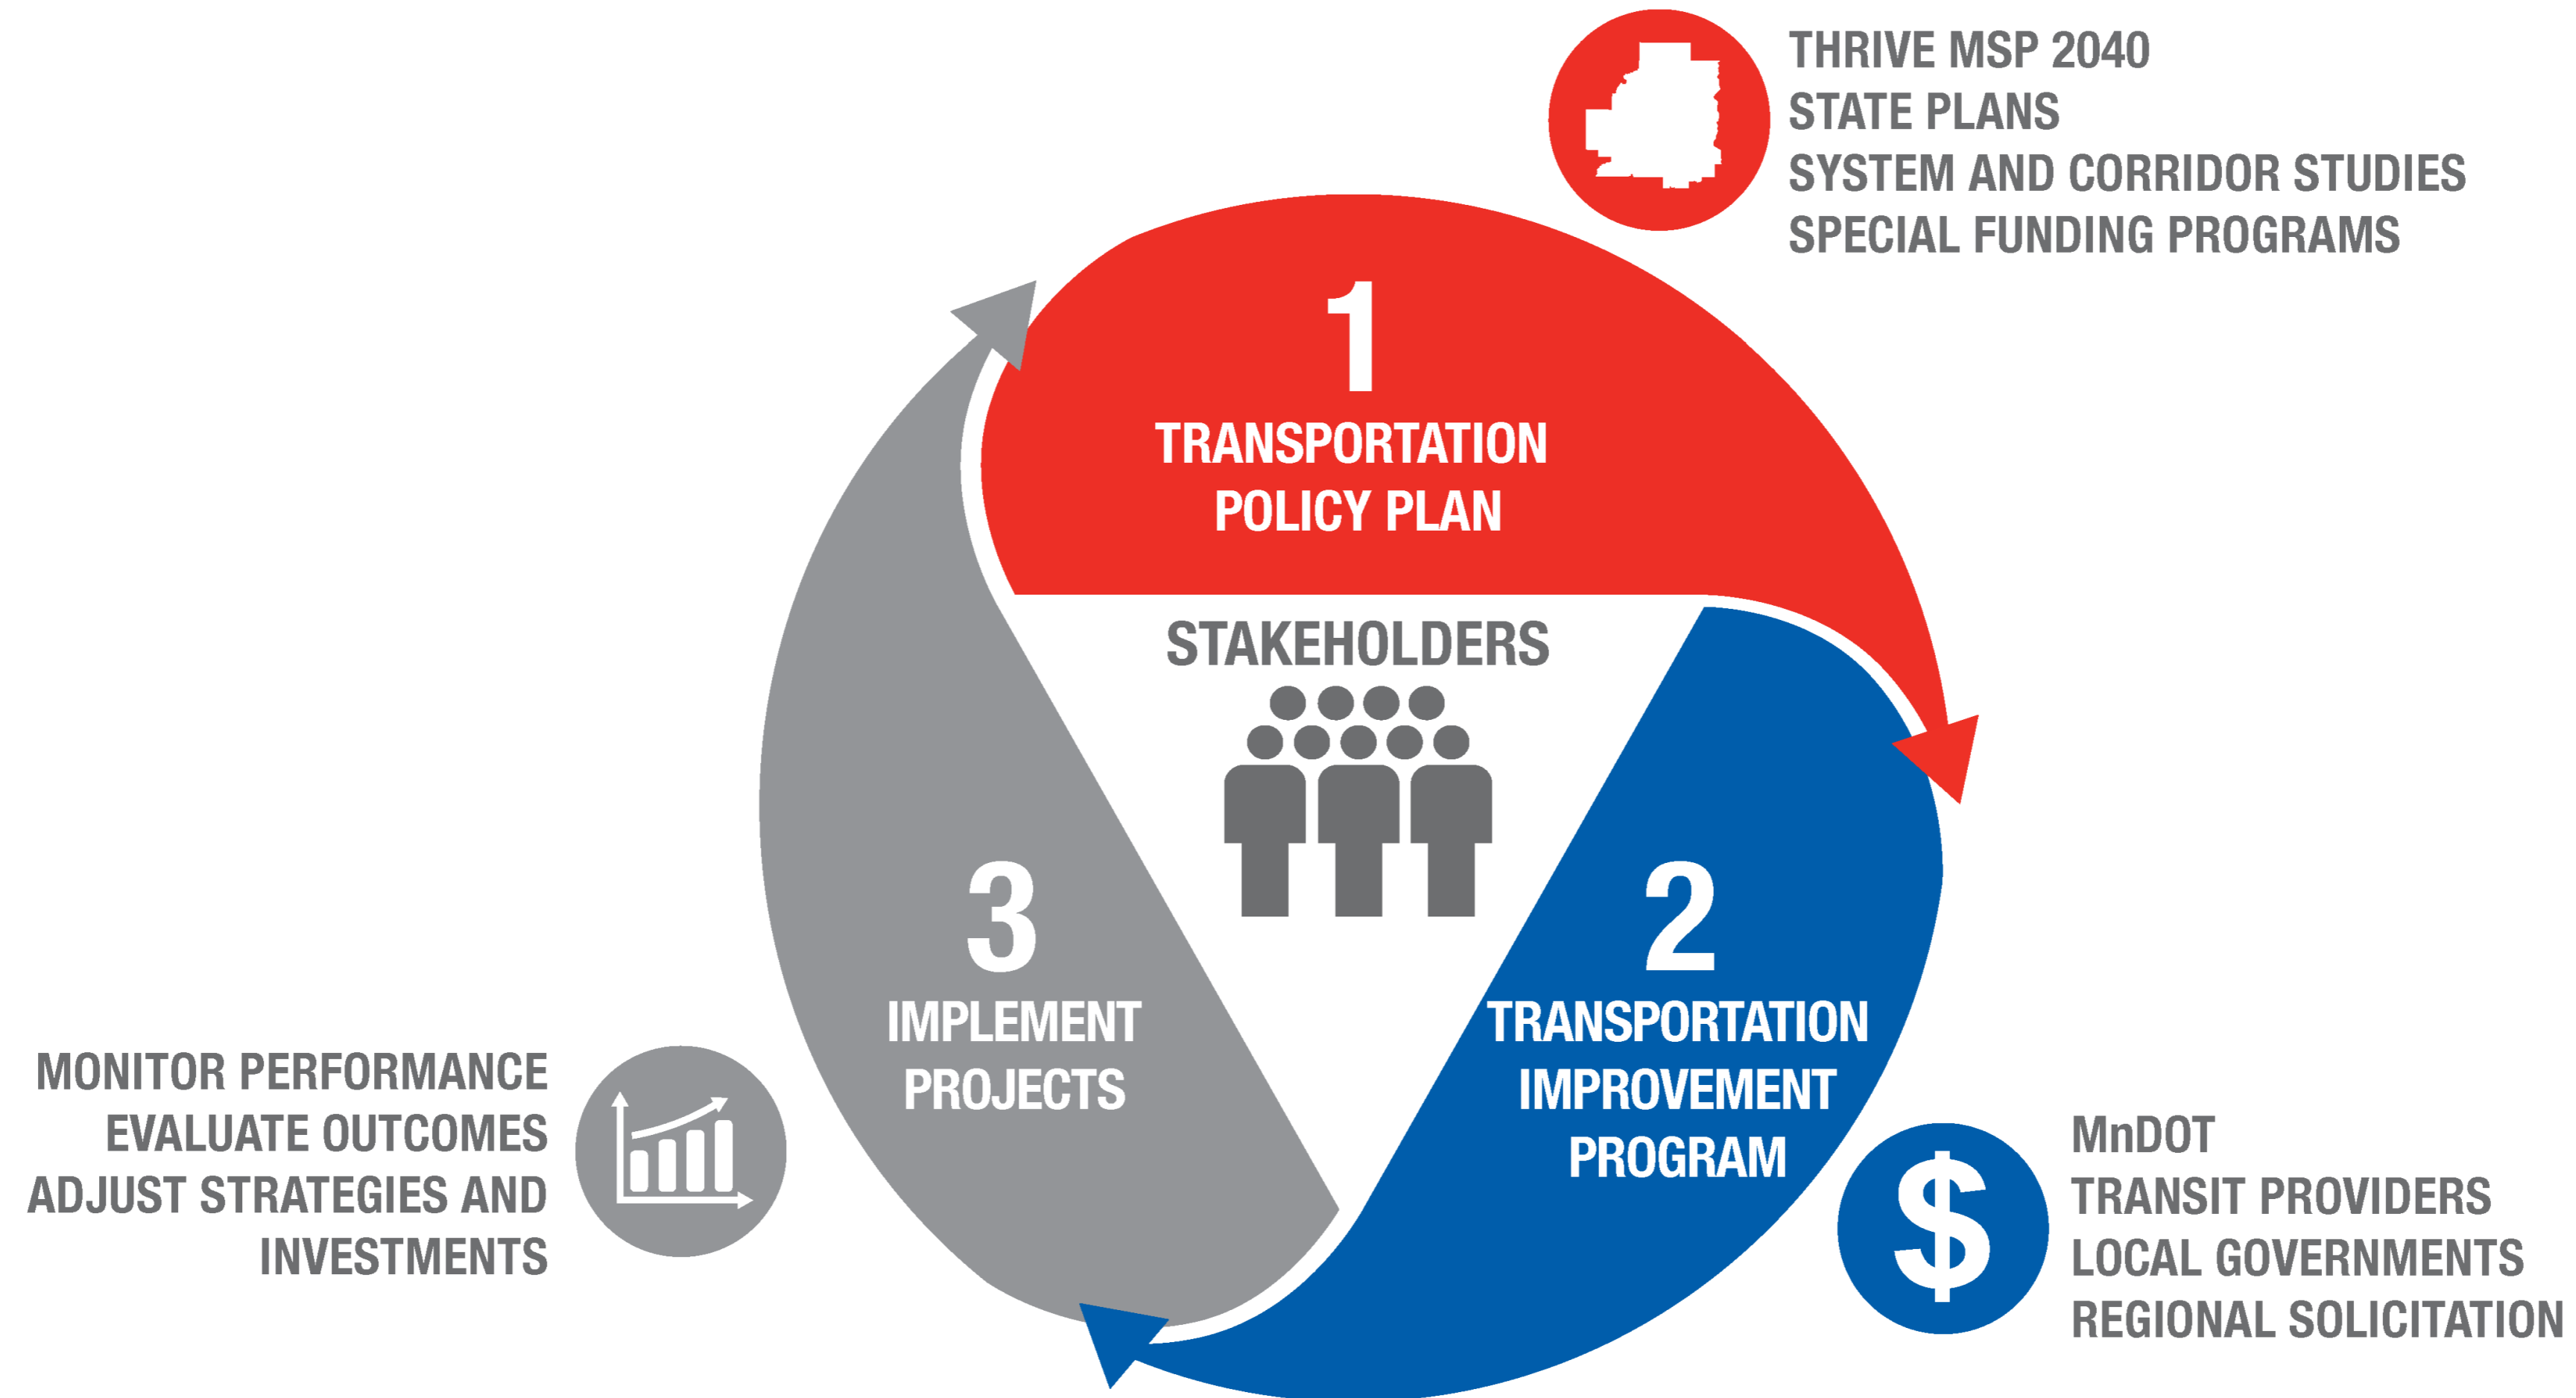 THRIVE MSP 2040
STATE PLANS
SYSTEM AND CORRIDOR STUDIES
SPECIAL FUNDING PROGRAMS
1
TRANSPORTATION
POLICY PLAN
STAKEHOLDERS
2
TRANSPORTATION
IMPROVEMENT
PROGRAM
$
MnDOT
TRANSIT PROVIDERS
LOCAL GOVERNMENTS
REGIONAL SOLICITATION
3
IMPLEMENT
PROJECTS
MONITOR PERFORMANCE
EVALUATE OUTCOMES
ADJUST STRATEGIES AND
INVESTMENTS